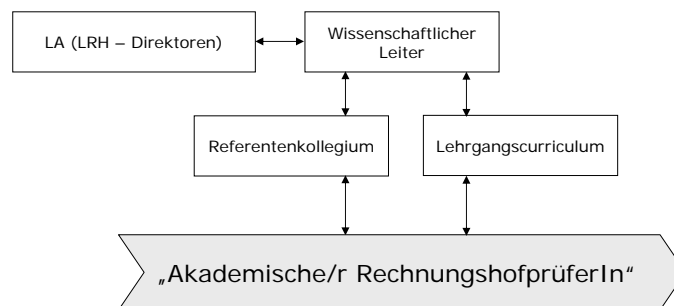 LA (LRH – Direktoren)
Wissenschaftlicher
Leiter
Referentenkollegium
Lehrgangscurriculum
„Akademische/r RechnungshofprüferIn“